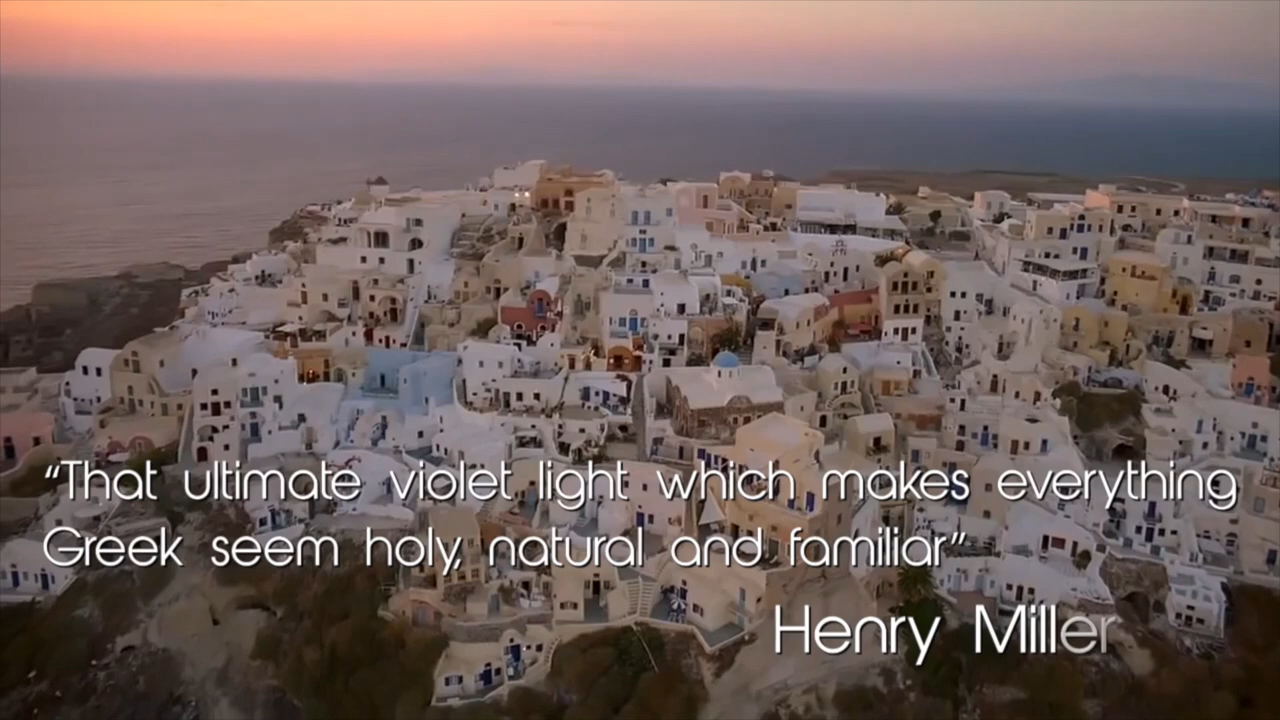 “That ultimate violet light which makes everything
Greek seem holy, natural and familiar”
Henry Miller